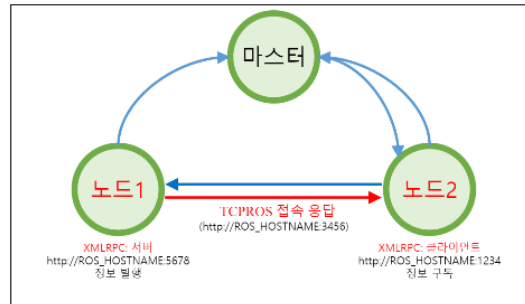 마스터
노드1
노드2
TCPROS 접속 응답
(http://ROS_HOSTNAME:3456)
XMLRPC: 서버
http://ROS_HOSTNAME:5678
정보 발행
XMLRPC: 클라이언트
http://ROS_HOSTNAME:1234
정보 구독